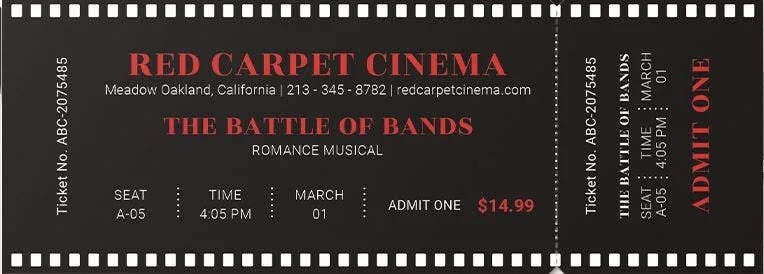 Ticket No. ABC-2075485
RED CARPET CINEMA
Meadow Oakland, California | 213 - 345 - 8782 | redcarpetcinema.com
THE BATTLE OF BANDS
ROMANCE MUSICAL
SEAT
A-05
TIME
4:05 PM
MARCH
01
ADMIT ONE $14.99
Ticket No. ABC-2075485
THE BATTLE OF BANDS
SEAT
A-05
TIME
4:05 PM
MARCH
01
ADMIT ONE